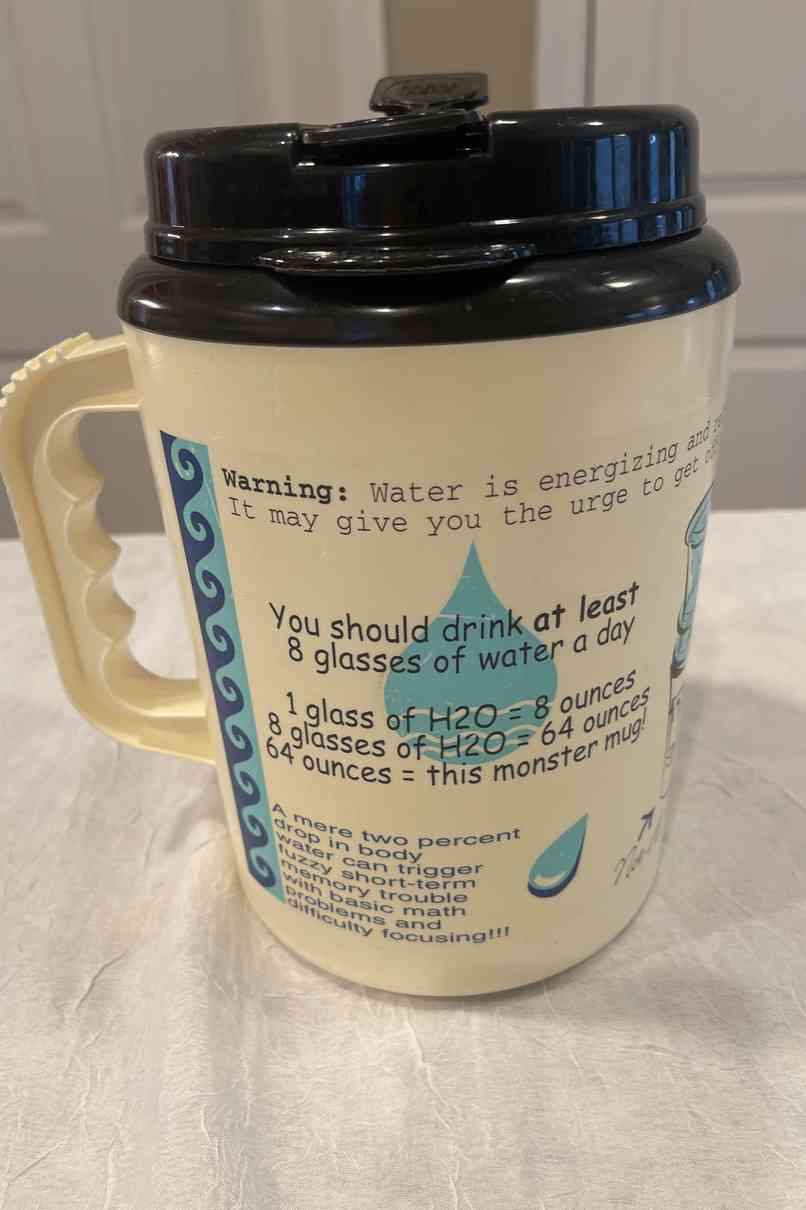 Warning: Water is energizing and
It may give you the urge to get
You should drink at least
8 glasses of water a day
1 glass of H2O = 8 ounces
8 glasses of H2O = 64 ounces
64 ounces = this monster mug!
A mere two percent
drop in body
water can trigger
fuzzy short-term
memory trouble
with basic math
problems and
difficulty focusing!!!